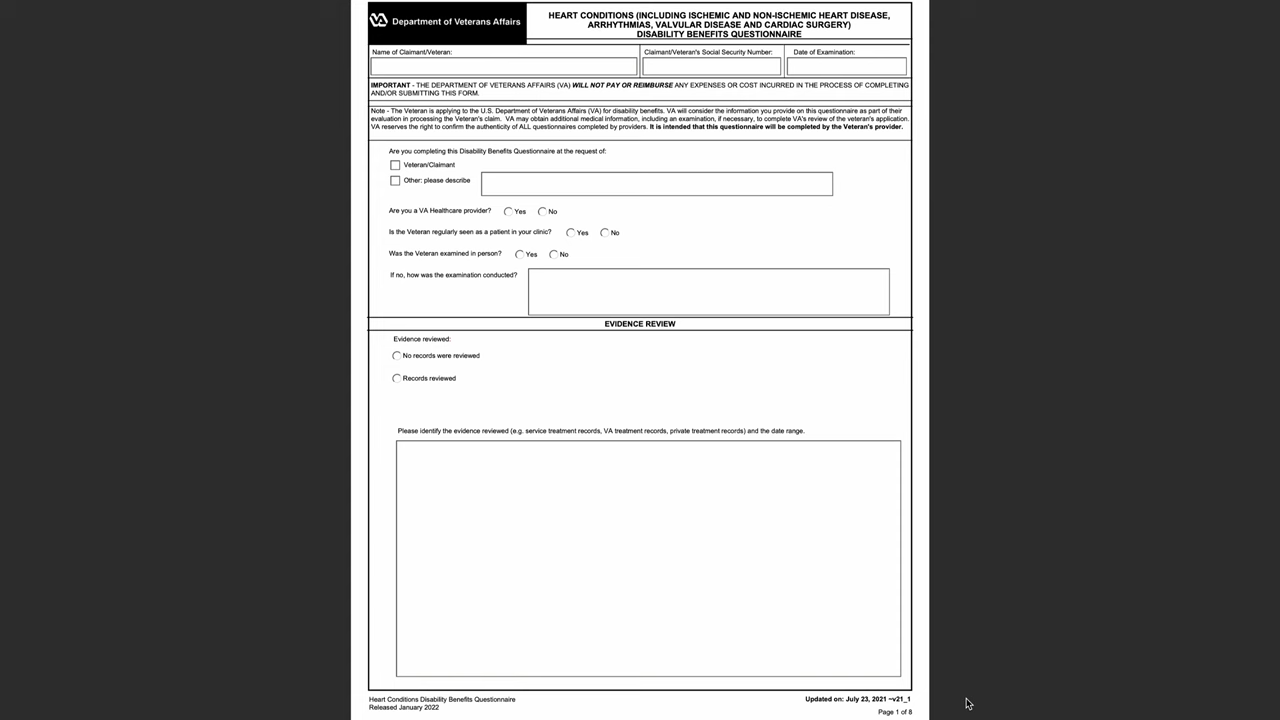 VA Department of Veterans Affairs
HEART CONDITIONS (INCLUDING ISCHEMIC AND NON-ISCHEMIC HEART DISEASE,
ARRHYTHMIAS, VALVULAR DISEASE AND CARDIAC SURGERY)
DISABILITY BENEFITS QUESTIONNAIRE
Name of Claimant/Veteran:
Claimant/Veteran's Social Security Number:
Date of Examination:
IMPORTANT - THE DEPARTMENT OF VETERANS AFFAIRS (VA) WILL NOT PAY OR REIMBURSE ANY EXPENSES OR COST INCURRED IN THE PROCESS OF COMPLETING
AND/OR SUBMITTING THIS FORM.
Note - The Veteran is applying to the U.S. Department of Veterans Affairs (VA) for disability benefits. VA will consider the information you provide on this questionnaire as part of their
evaluation in processing the Veteran's claim. VA may obtain additional medical information, including an examination, if necessary, to complete VA's review of the veteran's application.
VA reserves the right to confirm the authenticity of ALL questionnaires completed by providers. It is intended that this questionnaire will be completed by the Veteran's provider.
Are you completing this Disability Benefits Questionnaire at the request of:
Veteran/Claimant
Other: please describe
Are you a VA Healthcare provider? Yes No
Is the Veteran regularly seen as a patient in your clinic? Yes No
Was the Veteran examined in person? Yes No
If no, how was the examination conducted?
EVIDENCE REVIEW
Evidence reviewed:
No records were reviewed
Records reviewed
Please identify the evidence reviewed (e.g. service treatment records, VA treatment records, private treatment records) and the date range.
Heart Conditions Disability Benefits Questionnaire
Released January 2022
Updated on: July 23, 2021 ~v21_1
Page 1 of 8